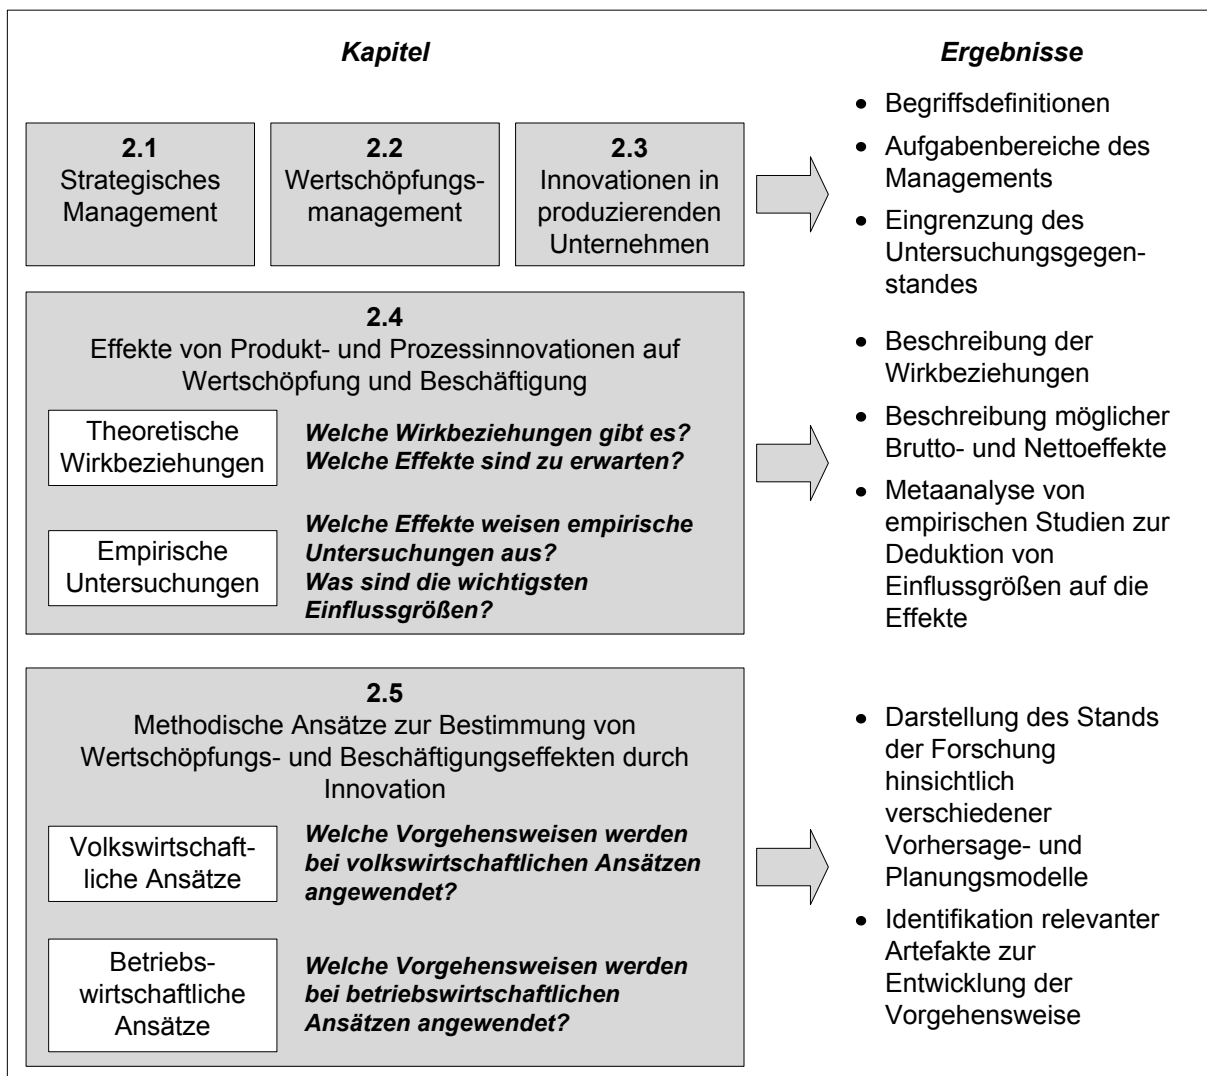 Kapitel
Ergebnisse
2.1
Strategisches
Management
2.2
Wertschöpfungs-
management
2.3
Innovationen in
produzierenden
Unternehmen
• Begriffsdefinitionen
• Aufgabenbereiche des
Managements
• Eingrenzung des
Untersuchungsgegen-
standes
2.4
Effekte von Produkt- und Prozessinnovationen auf
Wertschöpfung und Beschäftigung
Theoretische
Wirkbeziehungen
Welche Wirkbeziehungen gibt es?
Welche Effekte sind zu erwarten?
Empirische
Untersuchungen
Welche Effekte weisen empirische
Untersuchungen aus?
Was sind die wichtigsten
Einflussgrößen?
• Beschreibung der
Wirkbeziehungen
• Beschreibung möglicher
Brutto- und Nettoeffekte
• Metaanalyse von
empirischen Studien zur
Deduktion von
Einflussgrößen auf die
Effekte
2.5
Methodische Ansätze zur Bestimmung von
Wertschöpfungs- und Beschäftigungseffekten durch
Innovation
Volkswirtschaft-
liche Ansätze
Welche Vorgehensweisen werden
bei volkswirtschaftlichen Ansätzen
angewendet?
Betriebs-
wirtschaftliche
Ansätze
Welche Vorgehensweisen werden
bei betriebswirtschaftlichen
Ansätzen angewendet?
• Darstellung des Stands
der Forschung
hinsichtlich
verschiedener
Vorhersage- und
Planungsmodelle
• Identifikation relevanter
Artefakte zur
Entwicklung der
Vorgehensweise